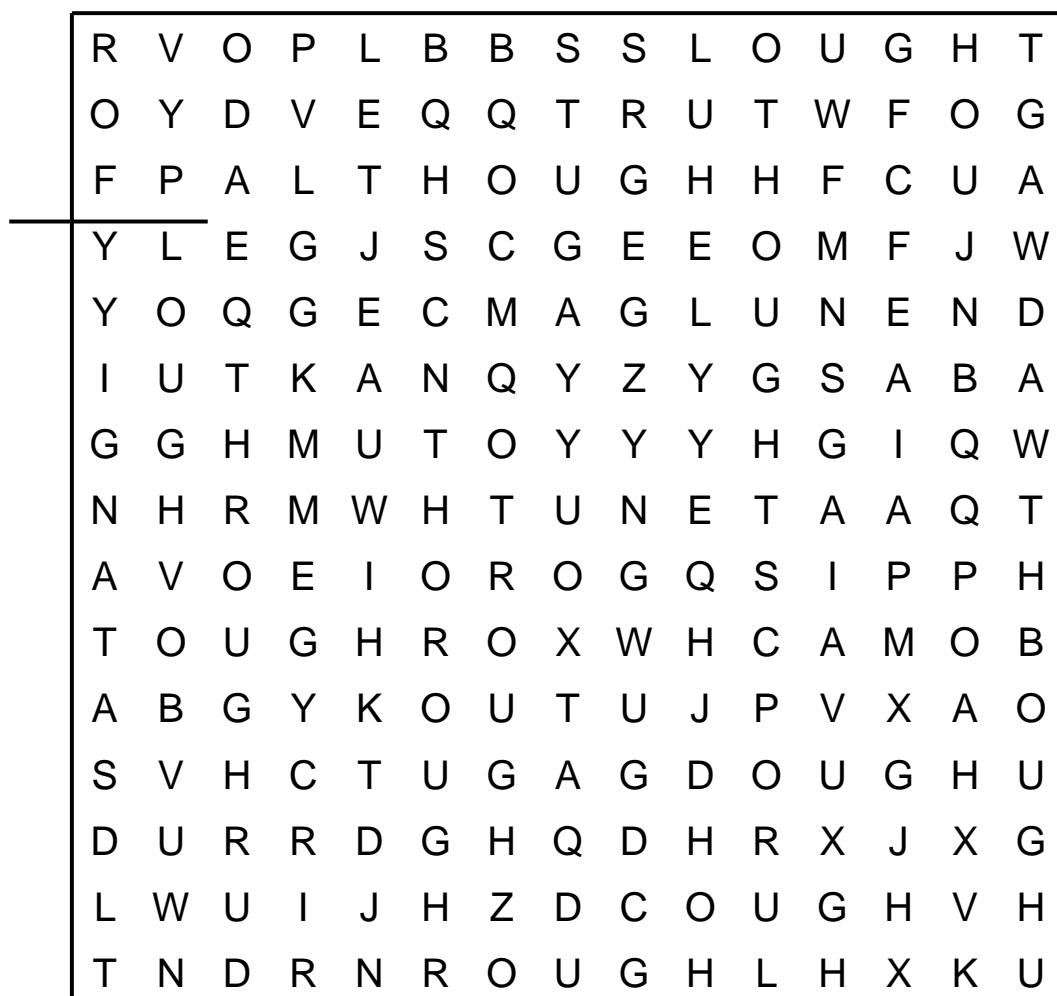 R V O P L B B S S L O U G H T
O Y D V E Q Q T R U T W F O G
F P A L T H O U G H H F C U A
Y L E G J S C G E E O M F J W
Y O Q G E C M A G L U N E N D
I U T K A N Q Y Z Y G S A B A
G G H M U T O Y Y Y H G I Q W
N H R M W H T U N E T A A Q T
A V O E I O R O G Q S I P P H
T O U G H R O X W H C A M O B
A B G Y K O U T U J P V X A O
S V H C T U G A G D O U G H U
D U R R D G H Q D H R X J X G
L W U I J H Z D C O U G H V H
T N D R N R O U G H L H X K U